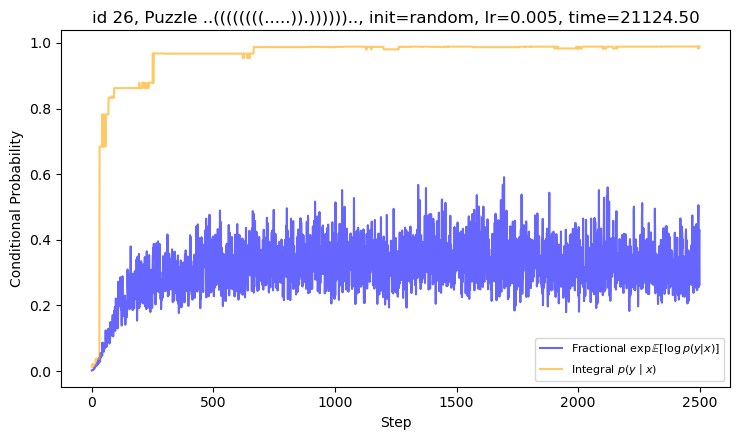 id 26, Puzzle ..((((((((.....)).)))))).., init=random, lr=0.005, time=21124.50
Conditional Probability
1.0
0.8
0.6
0.4
0.2
0.0
0
500
1000
1500
2000
2500
Step
Fractional exp𝔼[log p(y|x)]
Integral p(y | x)